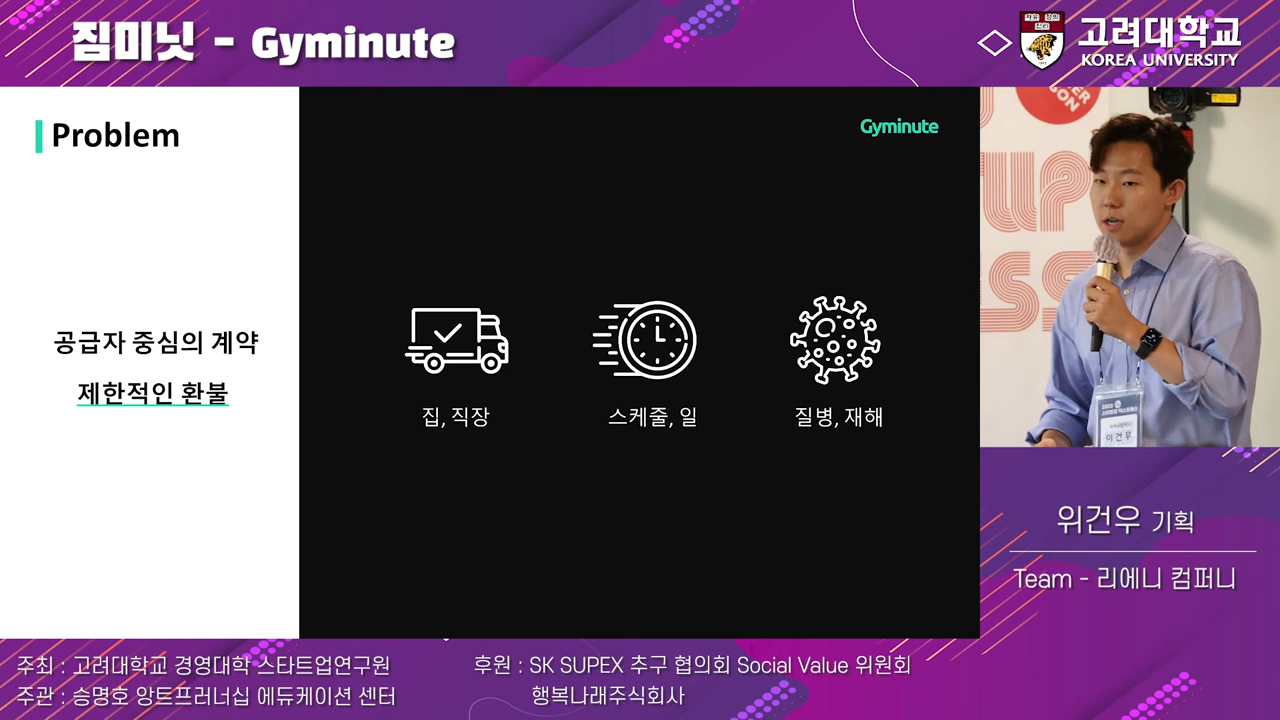 짐미닛 - Gyminute
고려대학교
KOREA UNIVERSITY
Problem
Gyminute
공급자 중심의 계약
제한적인 환불
집, 직장
스케줄, 일
질병, 재해
이건우
위건우 기획
Team - 리에니 컴퍼니
주최 : 고려대학교 경영대학 스타트업연구원
주관 : 승명호 앙트프러너십 에듀케이션 센터
후원 : SK SUPEX 추구 협의회 Social Value 위원회
행복나래주식회사